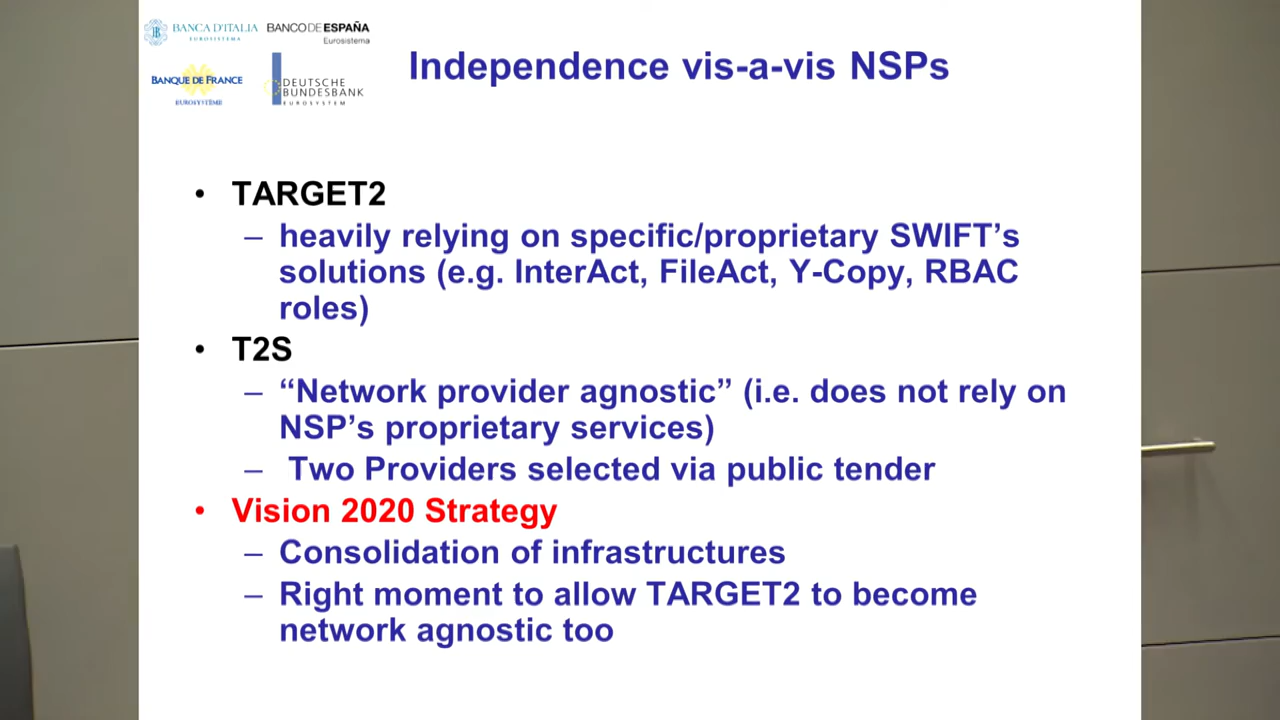 BANCA D'ITALIA
EUROSISTEMA
BANCO DE ESPAÑA
Eurosistema
BANQUE DE FRANCE
EUROSYSTÈME
DEUTSCHE
BUNDESBANK
EUROSYSTEM
Independence vis-a-vis NSPs
• TARGET2
– heavily relying on specific/proprietary SWIFT’s
solutions (e.g. InterAct, FileAct, Y-Copy, RBAC
roles)
• T2S
– “Network provider agnostic” (i.e. does not rely on
NSP’s proprietary services)
– Two Providers selected via public tender
• Vision 2020 Strategy
– Consolidation of infrastructures
– Right moment to allow TARGET2 to become
network agnostic too